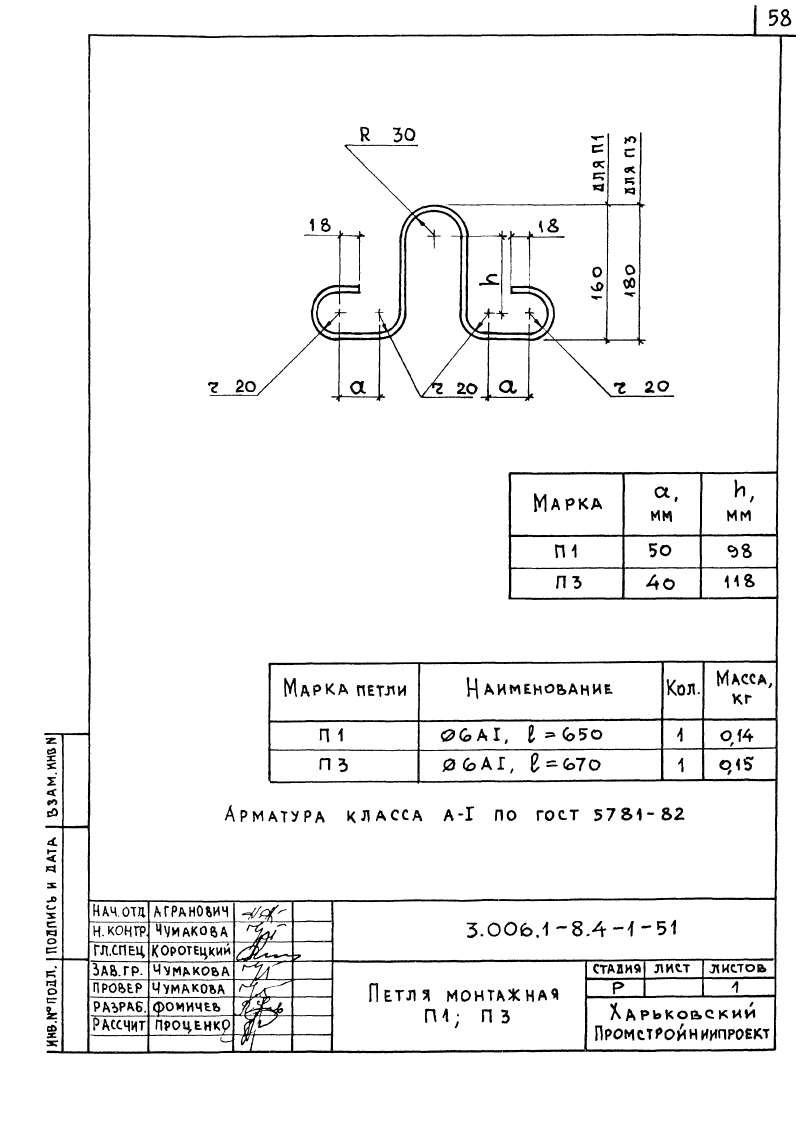 58
R 30
ДЛЯ П1
ДЛЯ П3
18
18
h
160
180
r 20
a
r 20
a
r 20
МАРКА
a, мм
h, мм
П1 50 98
П3 40 118
МАРКА ПЕТЛИ
НАИМЕНОВАНИЕ
КОЛ.
МАССА, КГ
П1 Ø6АI, ℓ=650 1 0,14
П3 Ø6АI, ℓ=670 1 0,15
АРМАТУРА КЛАССА А-I ПО ГОСТ 5781-82
ВЗАМ. ИНВ N
ПОДПИСЬ И ДАТА
ИНВ.№ ПОДЛ.
НАЧ.ОТД АГРАНОВИЧ
Н. КОНТР. ЧУМАКОВА
ГЛ.СПЕЦ КОРОТЕЦКИЙ
ЗАВ.ГР. ЧУМАКОВА
ПРОВЕР ЧУМАКОВА
РАЗРАБ. ФОМИЧЕВ
РАССЧИТ ПРОЦЕНКО
3.006.1-8.4-1-51
ПЕТЛЯ МОНТАЖНАЯ
П1; П3
СТАДИЯ ЛИСТ ЛИСТОВ
Р 1
ХАРЬКОВСКИЙ
ПРОМСТРОЙНИИПРОЕКТ